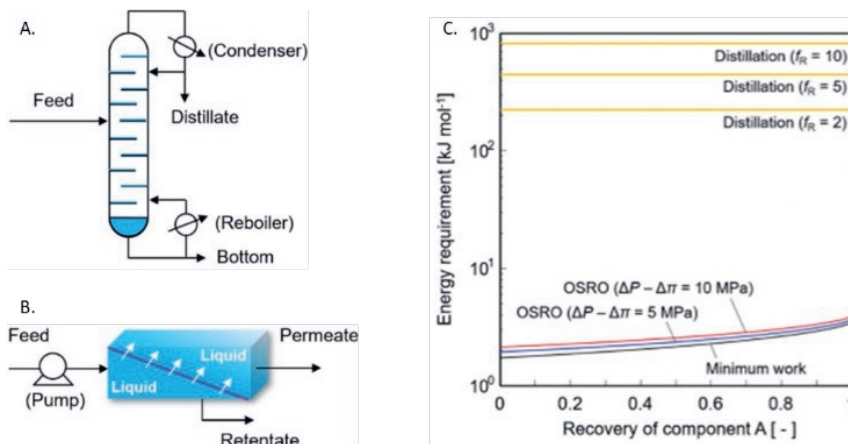 A.
(Condenser)
Feed
Distillate
(Reboiler)
Bottom
B.
Feed
Permeate
Liquid
Liquid
(Pump)
Retentate
C.
Energy requirement [kJ mol⁻¹]
10³
10²
10¹
10⁰
Distillation (fR = 10)
Distillation (fR = 5)
Distillation (fR = 2)
OSRO (ΔP – Δπ = 10 MPa)
OSRO (ΔP – Δπ = 5 MPa)
Minimum work
0 0.2 0.4 0.6 0.8 1
Recovery of component A [ - ]